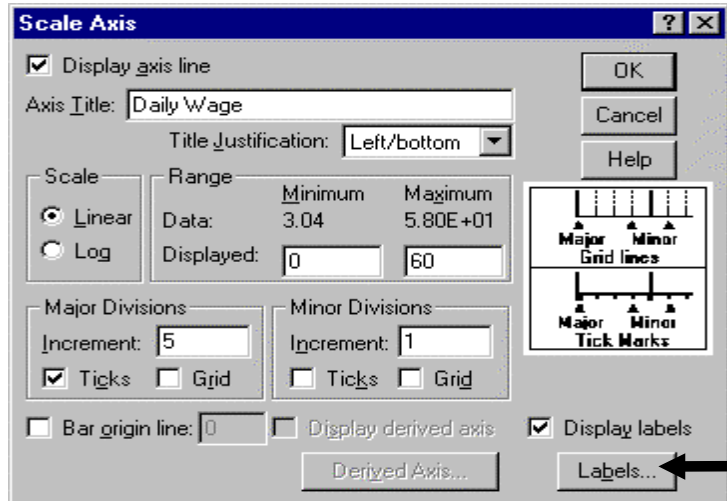 Scale Axis
Display axis line
OK
Axis Title: Daily Wage
Cancel
Title Justification: Left/bottom
Help
Scale
Range
Minimum Maximum
Linear
Data: 3.04 5.80E+01
Log
Displayed: 0 60
Major Minor
Grid lines
Major Minor
Tick Marks
Major Divisions
Minor Divisions
Increment: 5
Increment: 1
Ticks Grid
Ticks Grid
Bar origin line: 0
Display derived axis
Display labels
Derived Axis...
Labels...